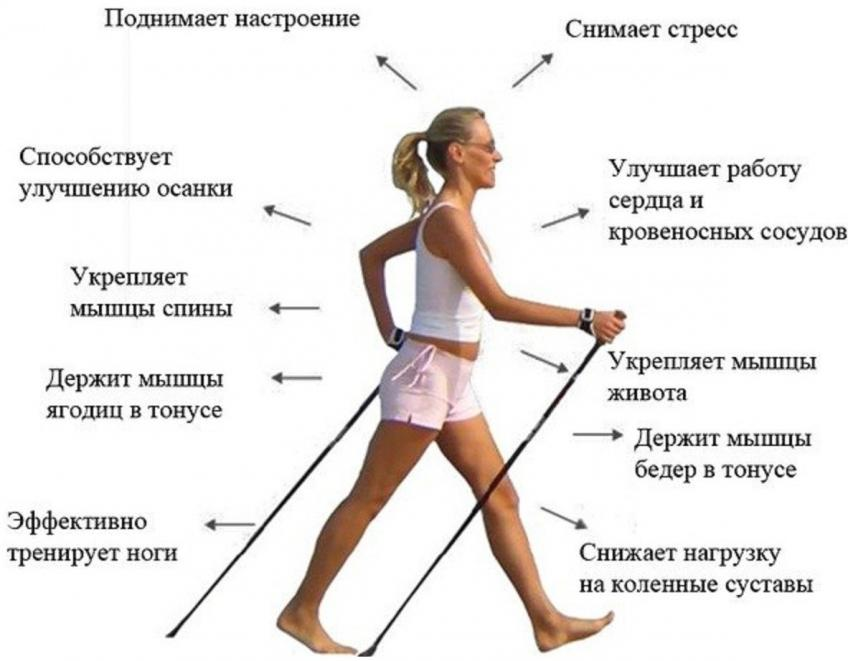 Поднимает настроение
Снимает стресс
Способствует
улучшению осанки
Улучшает работу
сердца и
кровеносных сосудов
Укрепляет
мышцы спины
Держит мышцы
ягодиц в тонусе
Укрепляет мышцы
живота
Держит мышцы
бедер в тонусе
Эффективно
тренирует ноги
Снижает нагрузку
на коленные суставы